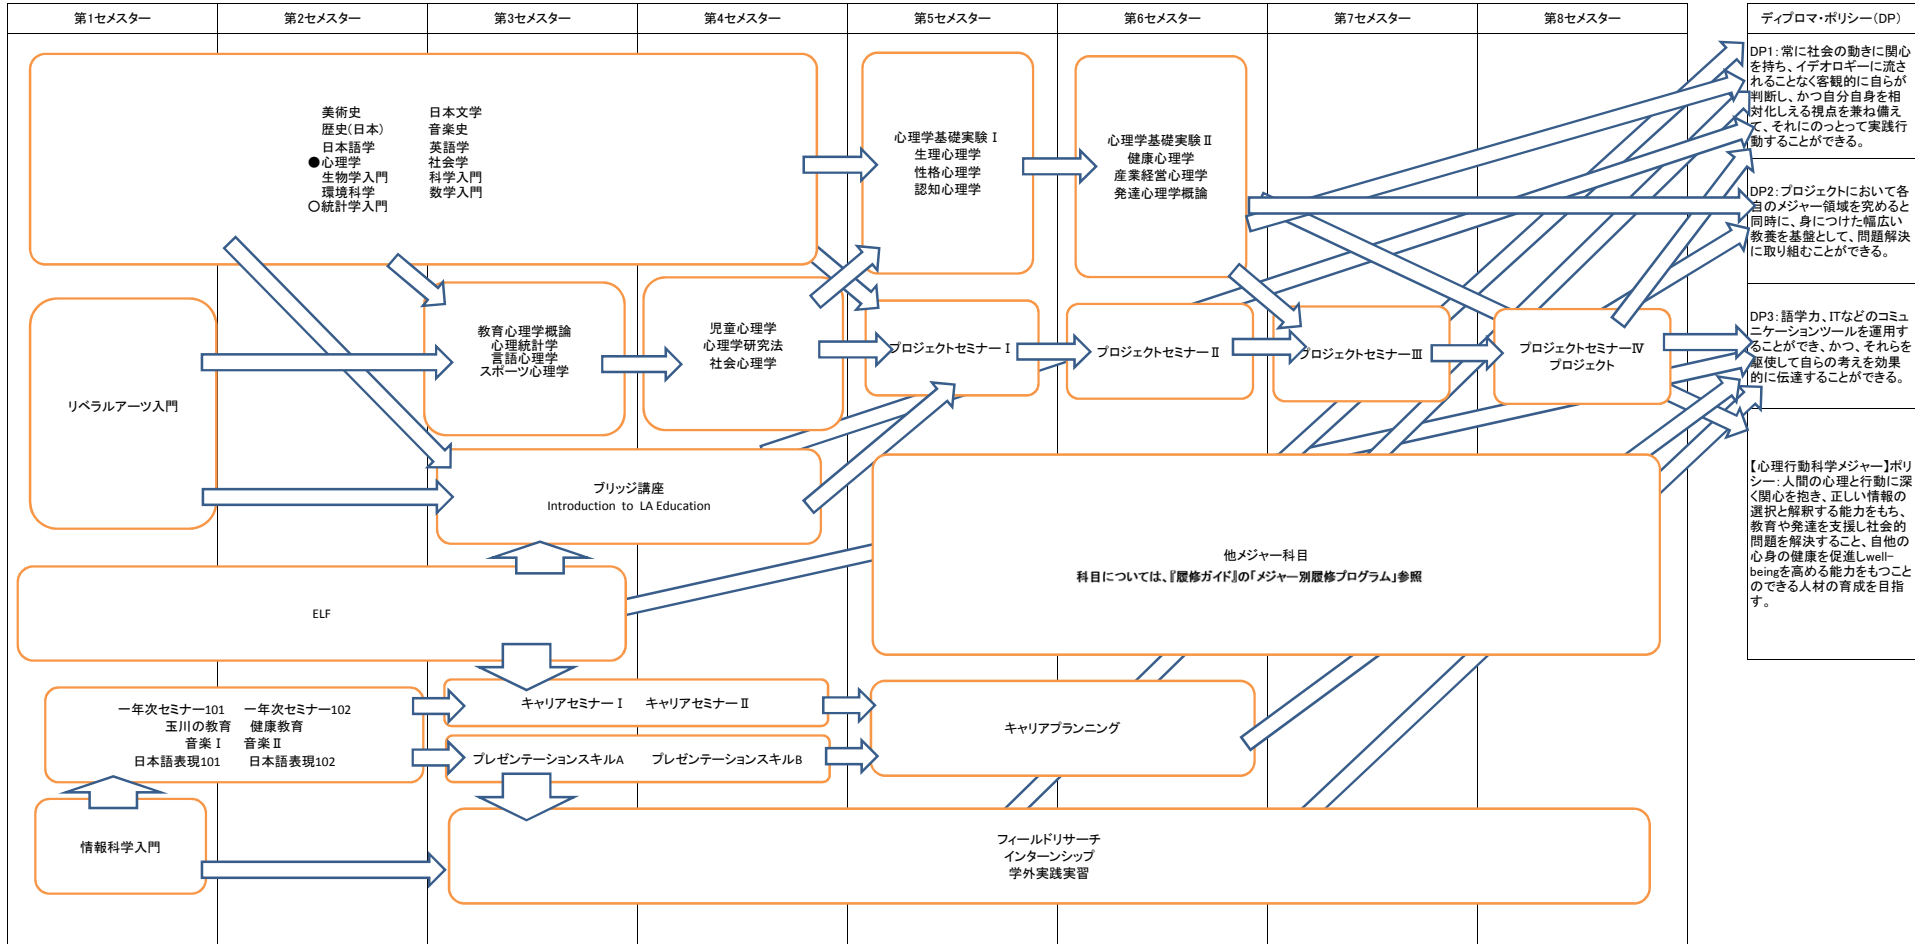 第1セメスター
第2セメスター
第3セメスター
第4セメスター
第5セメスター
第6セメスター
第7セメスター
第8セメスター
ディプロマ・ポリシー(DP)
美術史 日本文学
歴史(日本) 音楽史
日本語学 英語学
●心理学 社会学
生物学入門 科学入門
環境科学 数学入門
○統計学入門
心理学基礎実験Ⅰ
生理心理学
性格心理学
認知心理学
心理学基礎実験Ⅱ
健康心理学
産業経営心理学
発達心理学概論
リベラルアーツ入門
教育心理学概論
心理統計学
言語心理学
スポーツ心理学
児童心理学
心理学研究法
社会心理学
プロジェクトセミナーⅠ
プロジェクトセミナーⅡ
プロジェクトセミナーⅢ
プロジェクトセミナーⅣ
プロジェクト
ブリッジ講座
Introduction to LA Education
ELF
他メジャー科目
科目については、『履修ガイド』の「メジャー別履修プログラム」参照
一年次セミナー101 一年次セミナー102
玉川の教育 健康教育
音楽Ⅰ 音楽Ⅱ
日本語表現101 日本語表現102
キャリアセミナーⅠ キャリアセミナーⅡ
プレゼンテーションスキルA プレゼンテーションスキルB
キャリアプランニング
情報科学入門
フィールドリサーチ
インターンシップ
学外実践実習
DP1:常に社会の動きに関心
を持ち、イデオロギーに流さ
れることなく客観的に自らが
判断し、かつ自分自身を相
対化しえる視点を兼ね備え
て、それにのっとって実践行
動することができる。
DP2:プロジェクトにおいて各
自のメジャー領域を究めると
同時に、身につけた幅広い
教養を基盤として、問題解決
に取り組むことができる。
DP3:語学力、ITなどのコミュ
ニケーションツールを運用す
ることができ、かつ、それらを
駆使して自らの考えを効果
的に伝達することができる。
【心理行動科学メジャー】ポリ
シー:人間の心理と行動に深
く関心を抱き、正しい情報の
選択と解釈する能力をもち、
教育や発達を支援し社会的
問題を解決すること、自他の
心身の健康を促進しwell-
beingを高める能力をもつこと
のできる人材の育成を目指
す。